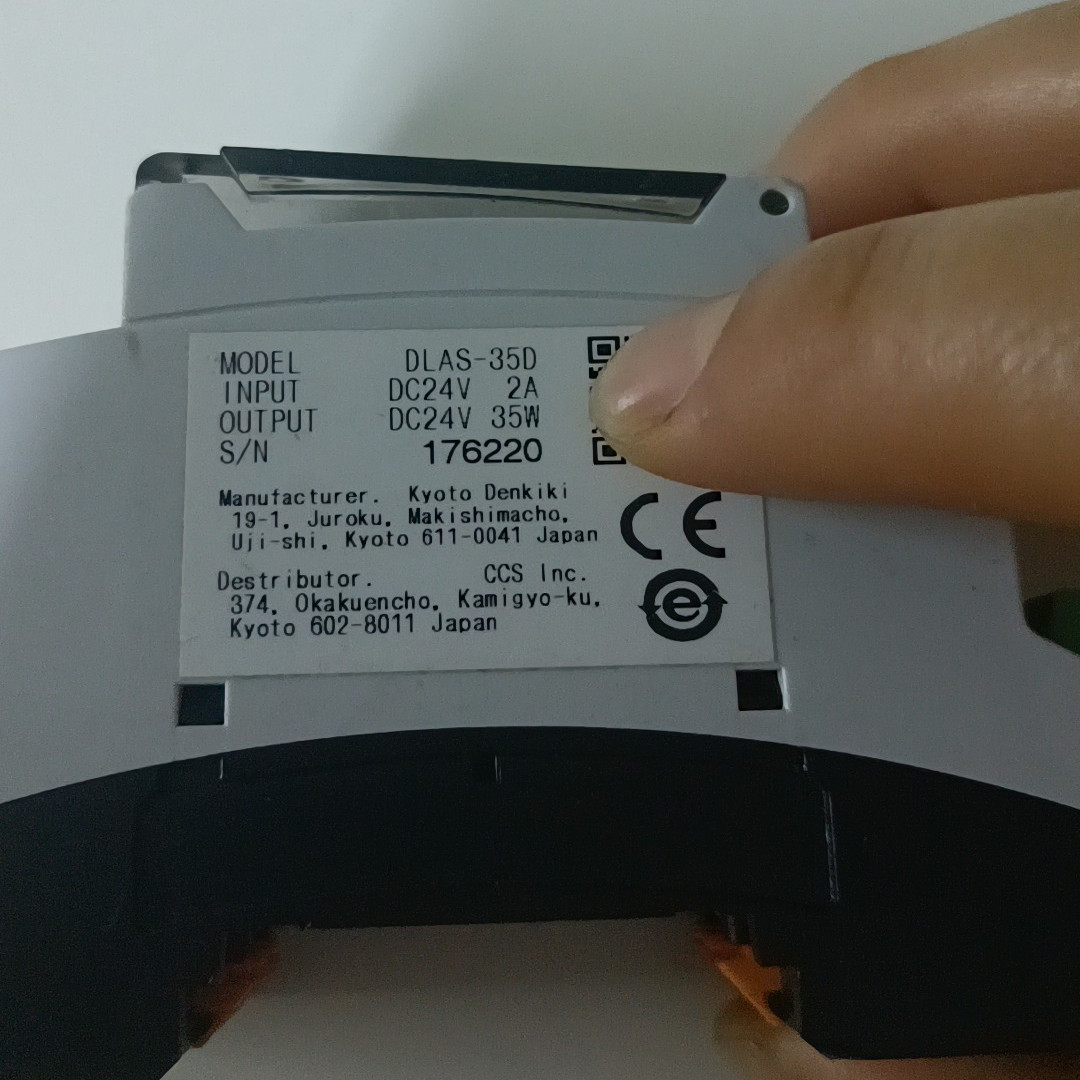 MODEL DLAS-35D
INPUT DC24V 2A
OUTPUT DC24V 35W
S/N 176220
Manufacturer. Kyoto Denkiki
19-1, Juroku, Makishimacho,
Uji-shi, Kyoto 611-0041 Japan
Destributor. CCS Inc.
374, Okakuencho, Kamigyo-ku,
Kyoto 602-8011 Japan
CE
e